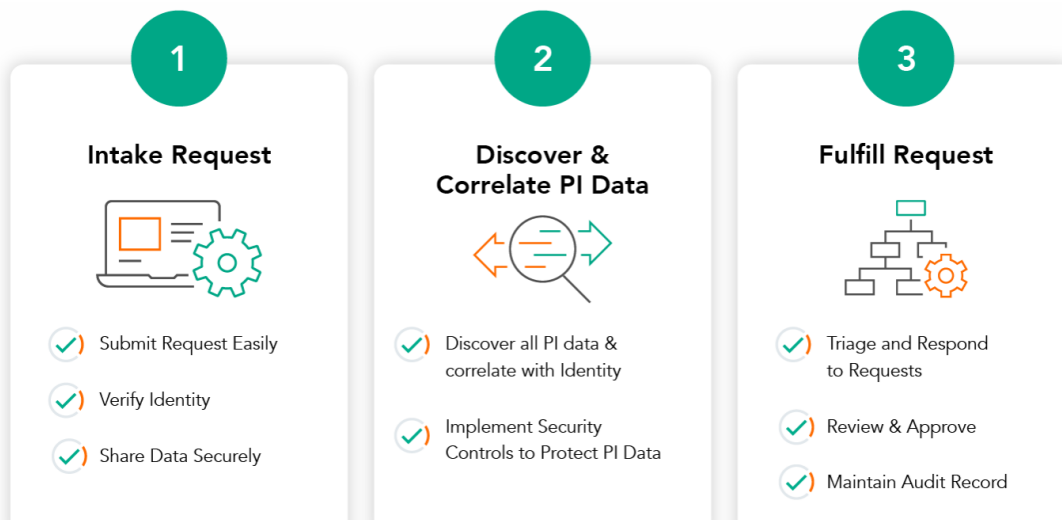 1
Intake Request
Submit Request Easily
Verify Identity
Share Data Securely
2
Discover &
Correlate PI Data
Discover all PI data &
correlate with Identity
Implement Security
Controls to Protect PI Data
3
Fulfill Request
Triage and Respond
to Requests
Review & Approve
Maintain Audit Record